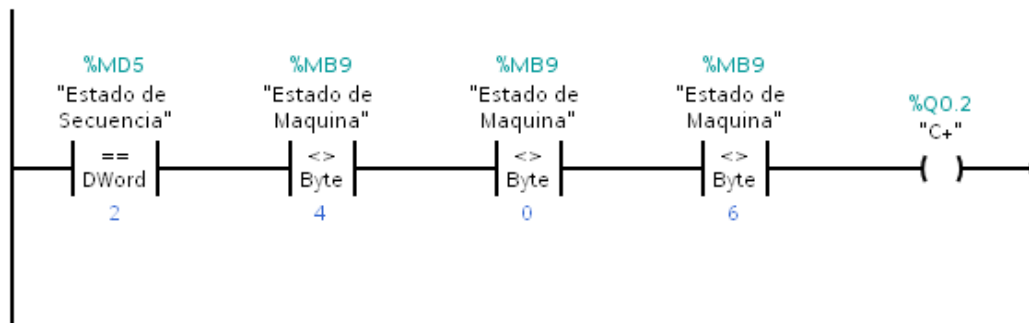 %MD5
"Estado de
Secuencia"
==
DWord
2
%MB9
"Estado de
Maquina"
<>
Byte
4
%MB9
"Estado de
Maquina"
<>
Byte
0
%MB9
"Estado de
Maquina"
<>
Byte
6
%Q0.2
"C+"
( )